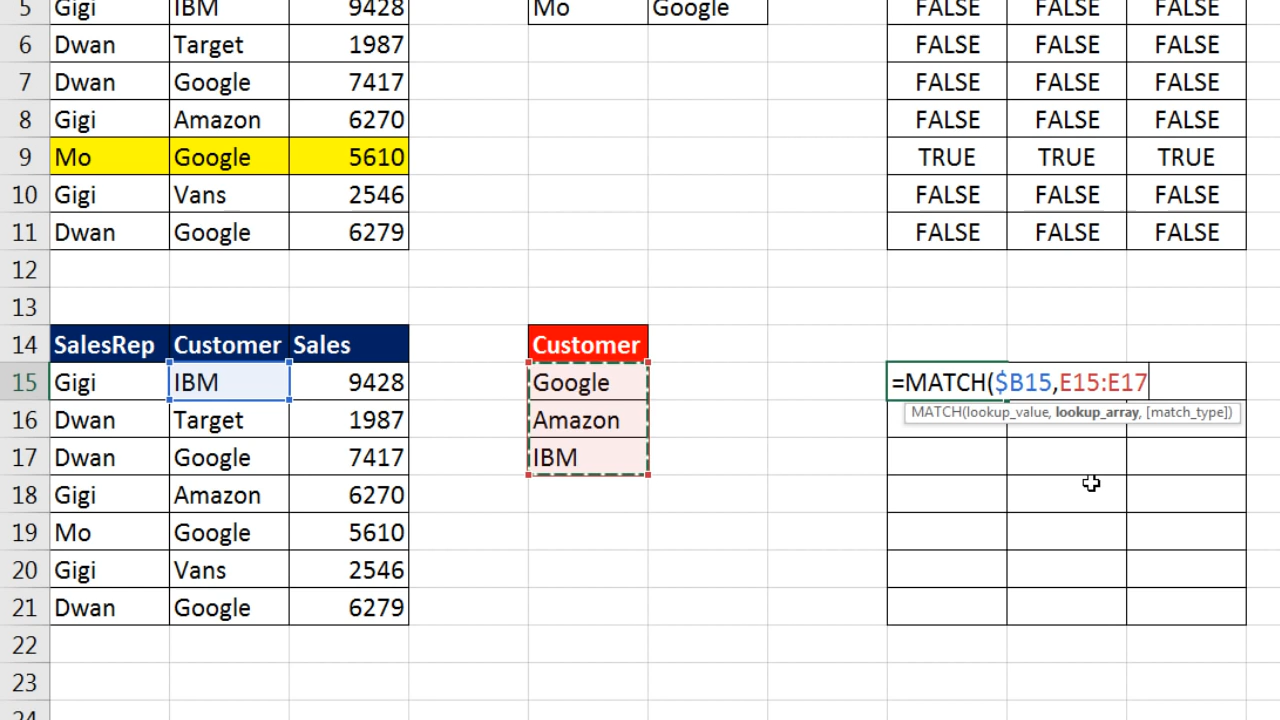 5 Gigi IBM 9428 Mo Google FALSE FALSE FALSE
6 Dwan Target 1987 FALSE FALSE FALSE
7 Dwan Google 7417 FALSE FALSE FALSE
8 Gigi Amazon 6270 FALSE FALSE FALSE
9 Mo Google 5610 TRUE TRUE TRUE
10 Gigi Vans 2546 FALSE FALSE FALSE
11 Dwan Google 6279 FALSE FALSE FALSE
12
13
14 SalesRep Customer Sales Customer
15 Gigi IBM 9428 Google =MATCH($B15,E15:E17
MATCH(lookup_value, lookup_array, [match_type])
16 Dwan Target 1987 Amazon
17 Dwan Google 7417 IBM
18 Gigi Amazon 6270
19 Mo Google 5610
20 Gigi Vans 2546
21 Dwan Google 6279
22
23
24